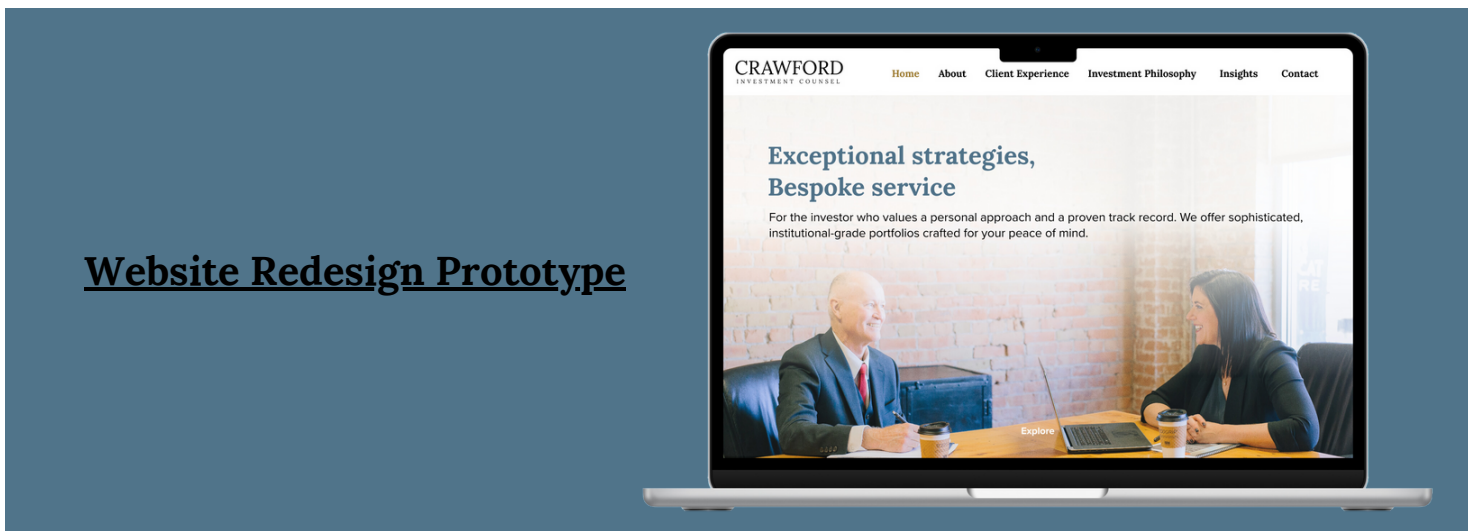 Website Redesign Prototype
CRAWFORD
INVESTMENT COUNSEL
Home About Client Experience Investment Philosophy Insights Contact
Exceptional strategies,
Bespoke service
For the investor who values a personal approach and a proven track record. We offer sophisticated,
institutional-grade portfolios crafted for your peace of mind.
Explore